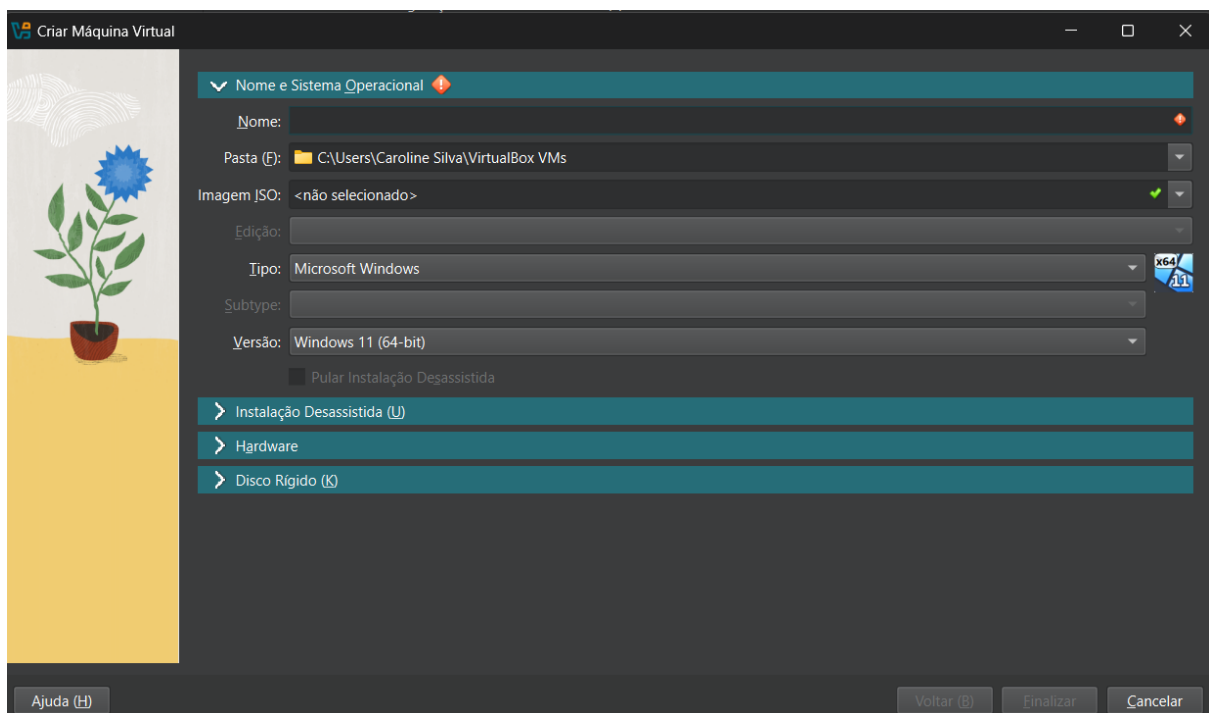 Criar Máquina Virtual
Nome e Sistema Operacional
Nome:
Pasta (F): C:\Users\Caroline Silva\VirtualBox VMs
Imagem ISO: <não selecionado>
Edição:
Tipo: Microsoft Windows
x64
11
Subtype:
Versão: Windows 11 (64-bit)
Pular Instalação Desassistida
Instalação Desassistida (U)
Hardware
Disco Rígido (K)
Ajuda (H) Voltar (B) Finalizar Cancelar